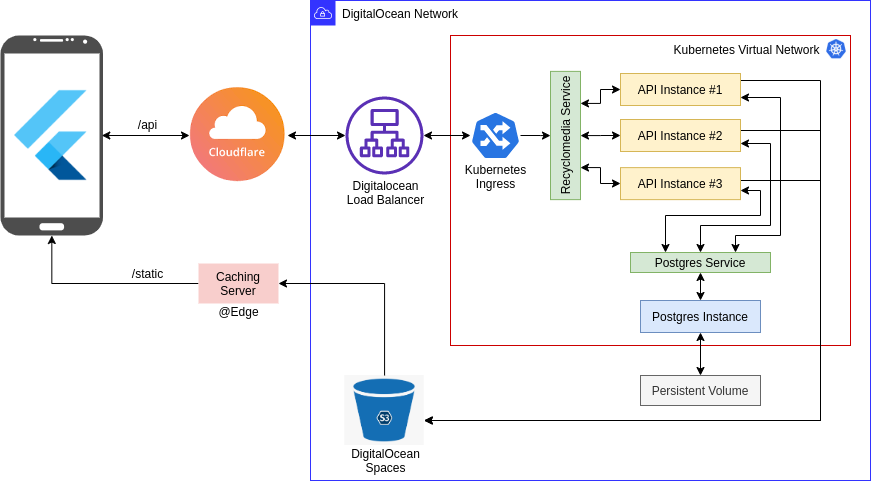 DigitalOcean Network
Kubernetes Virtual Network
/api
Cloudflare
Digitalocean
Load Balancer
Kubernetes
Ingress
Recyclomedia Service
API Instance #1
API Instance #2
API Instance #3
Postgres Service
Postgres Instance
Persistent Volume
/static
Caching
Server
@Edge
S3
DigitalOcean
Spaces